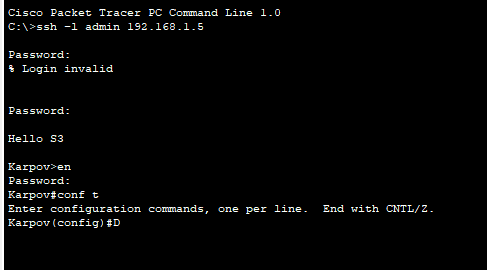 Cisco Packet Tracer PC Command Line 1.0
C:\>ssh -l admin 192.168.1.5
Password:
% Login invalid
Password:
Hello S3
Karpov>en
Password:
Karpov#conf t
Enter configuration commands, one per line.  End with CNTL/Z.
Karpov(config)#D